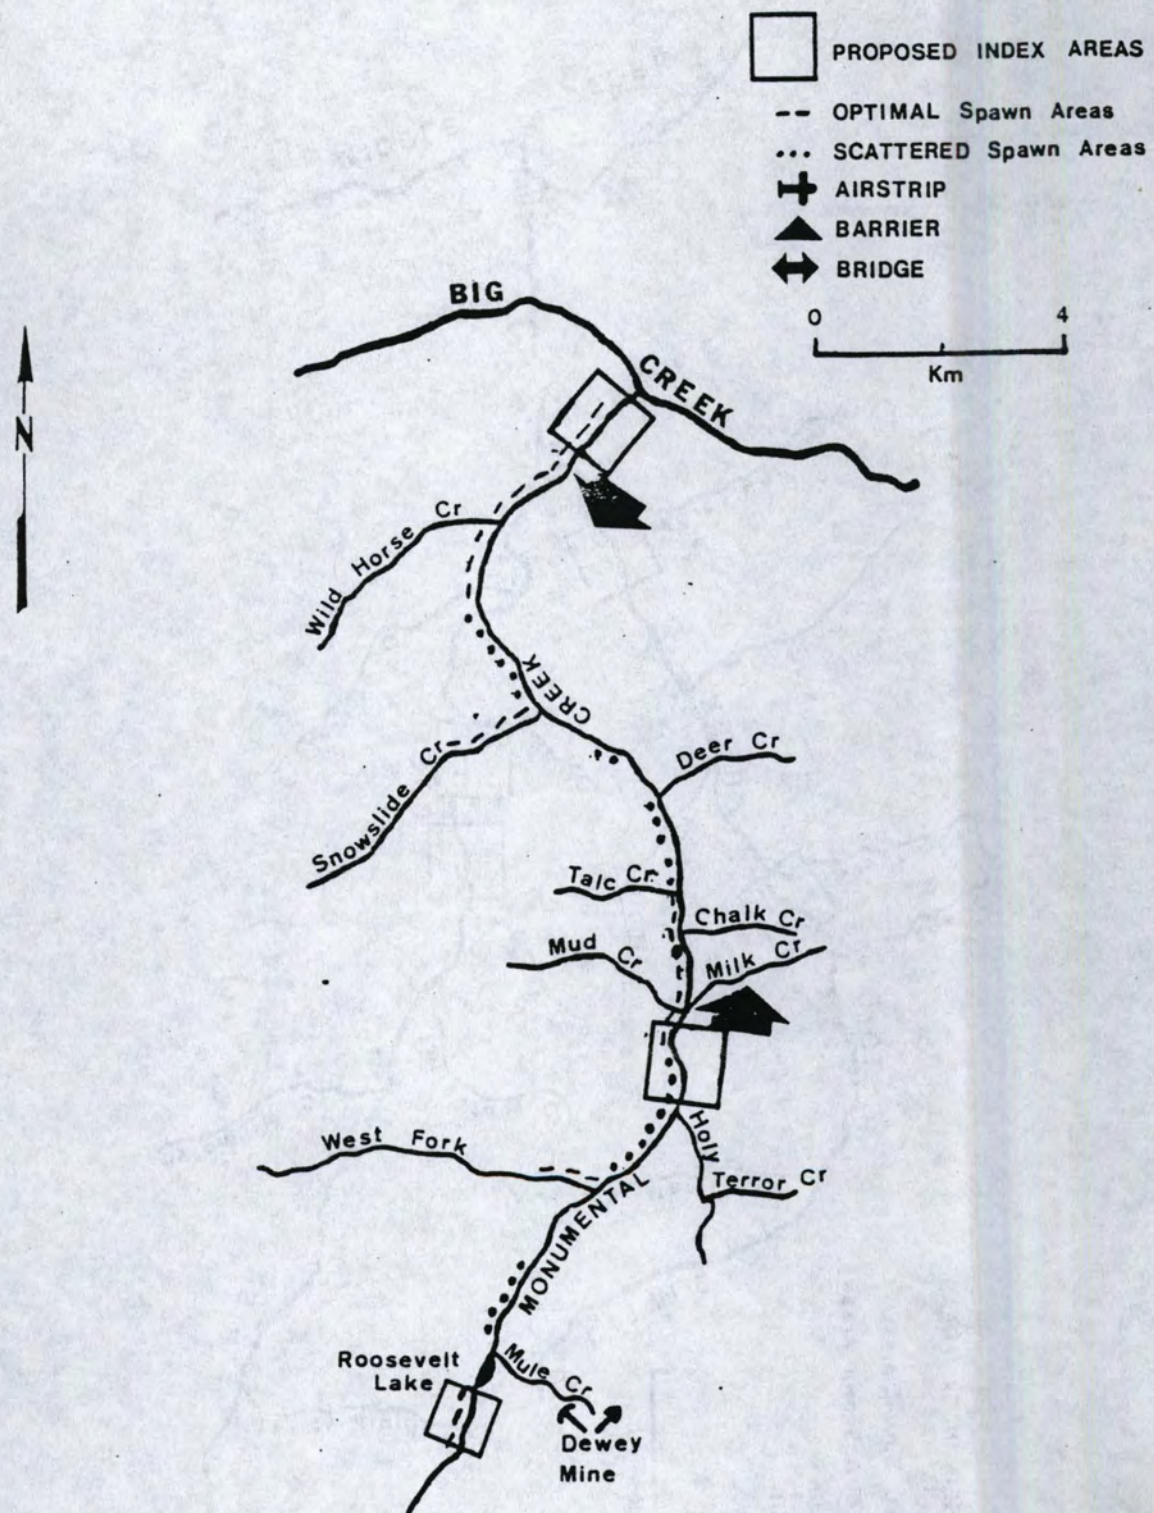 PROPOSED INDEX AREAS
OPTIMAL Spawn Areas
SCATTERED Spawn Areas
AIRSTRIP
BARRIER
BRIDGE
0 4
Km
N
BIG CREEK
Wild Horse Cr
CREEK
Snowslide Cr
Deer Cr
Talc Cr
Chalk Cr
Mud Cr
Milk Cr
West Fork
Holy
Terror Cr
MONUMENTAL
Roosevelt
Lake
Mule Cr
Dewey
Mine